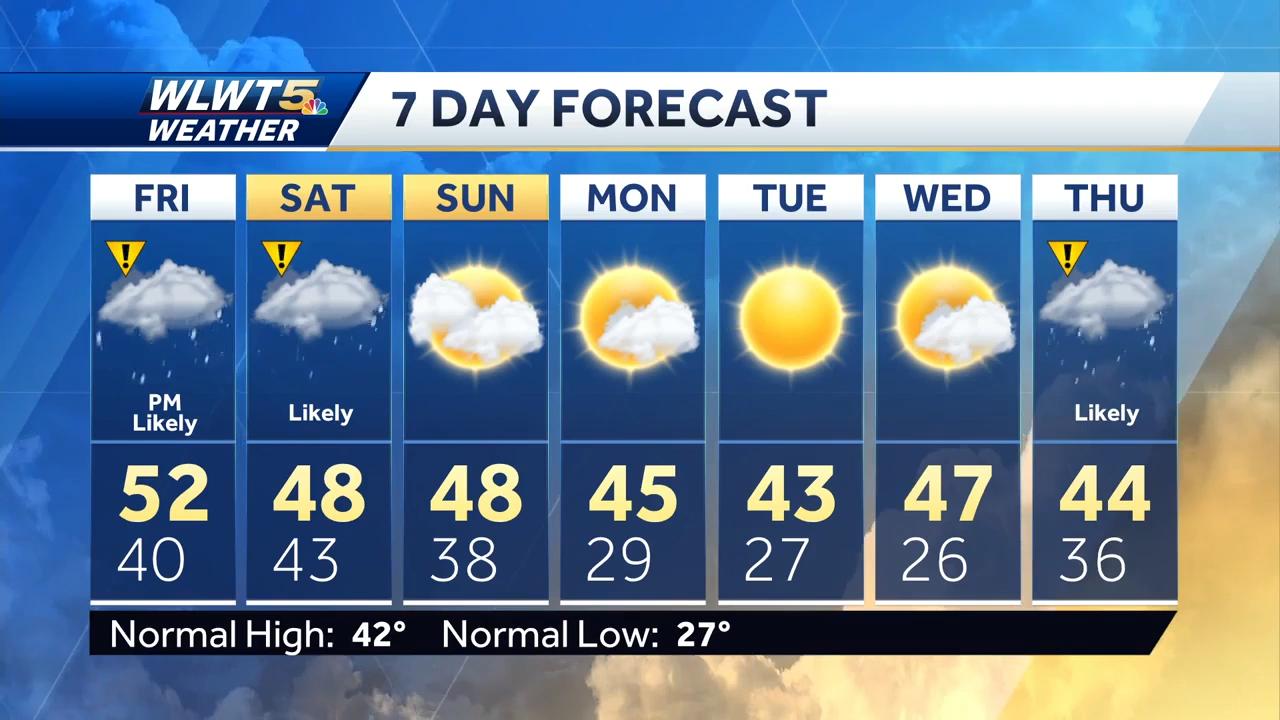 WLWT5
WEATHER
7 DAY FORECAST
FRI SAT SUN MON TUE WED THU
! ! !
PM
Likely
Likely
Likely
52 48 48 45 43 47 44
40 43 38 29 27 26 36
Normal High: 42° Normal Low: 27°